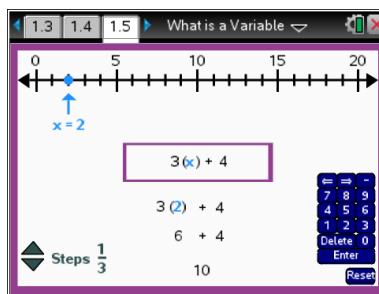 1.3 1.4 1.5 What is a Variable
0 5 10 15 20
x = 2
3(x) + 4
3(2) + 4
6 + 4
10
Steps 1/3
⇐ ⇒ -
7 8 9
4 5 6
1 2 3
Delete 0
Enter
Reset